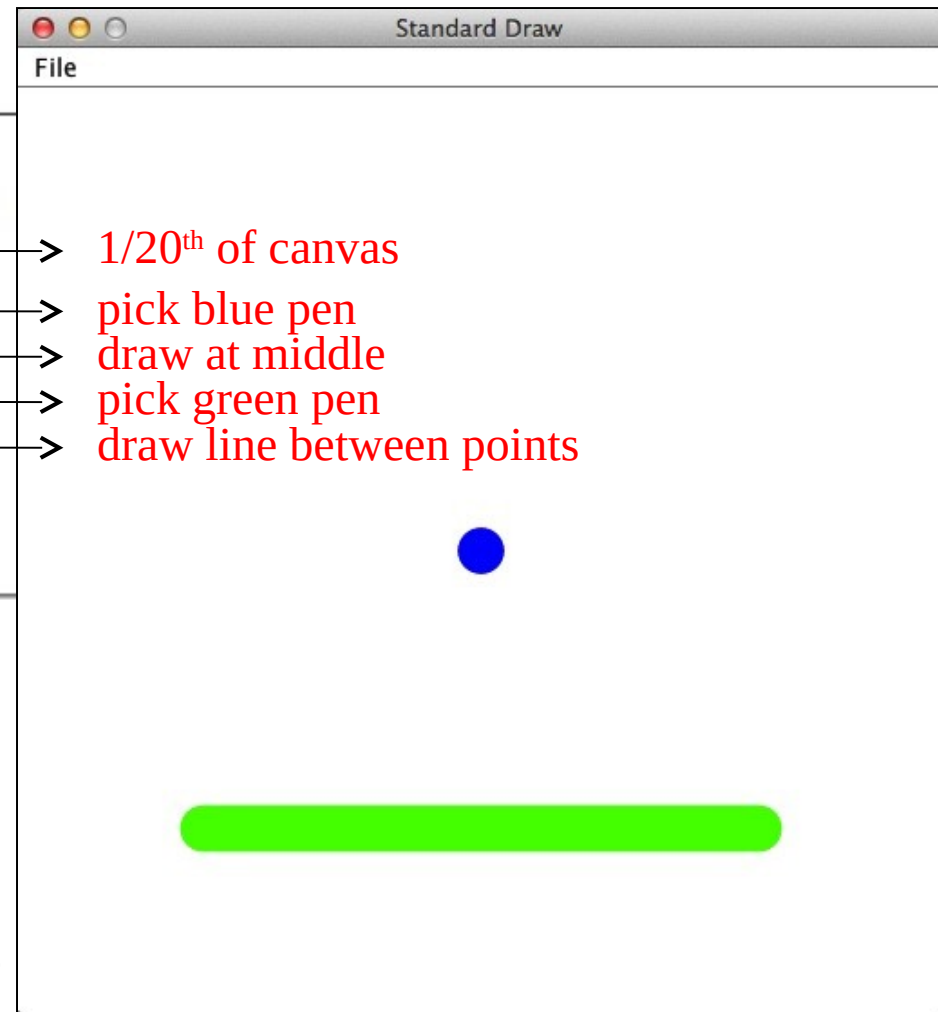 Standard Draw
File
1/20th of canvas
pick blue pen
draw at middle
pick green pen
draw line between points